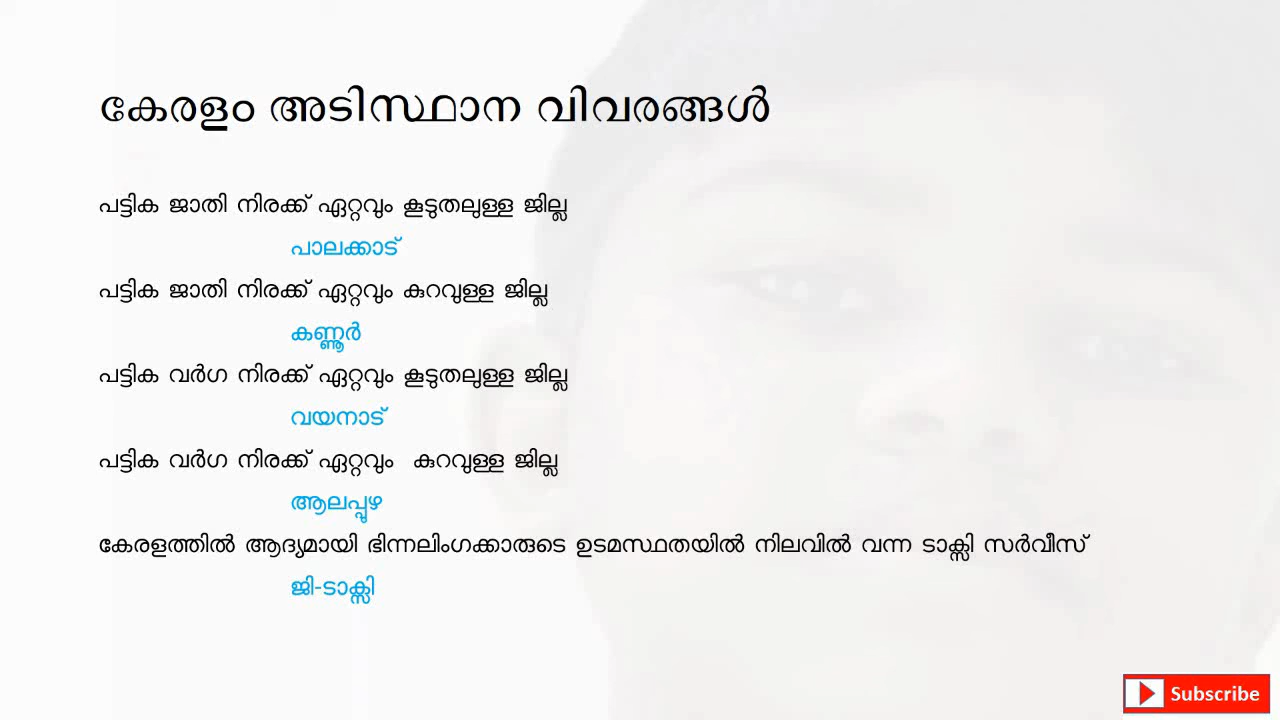 കേരളം അടിസ്ഥാന വിവരങ്ങൾ
പട്ടിക ജാതി നിരക്ക് ഏറ്റവും കൂടുതലുള്ള ജില്ല
പാലക്കാട്
പട്ടിക ജാതി നിരക്ക് ഏറ്റവും കുറവുള്ള ജില്ല
കണ്ണൂർ
പട്ടിക വർഗ നിരക്ക് ഏറ്റവും കൂടുതലുള്ള ജില്ല
വയനാട്
പട്ടിക വർഗ നിരക്ക് ഏറ്റവും കുറവുള്ള ജില്ല
ആലപ്പുഴ
കേരളത്തിൽ ആദ്യമായി ഭിന്നലിംഗക്കാരുടെ ഉടമസ്ഥതയിൽ നിലവിൽ വന്ന ടാക്സി സർവീസ്
ജി-ടാക്സി
Subscribe